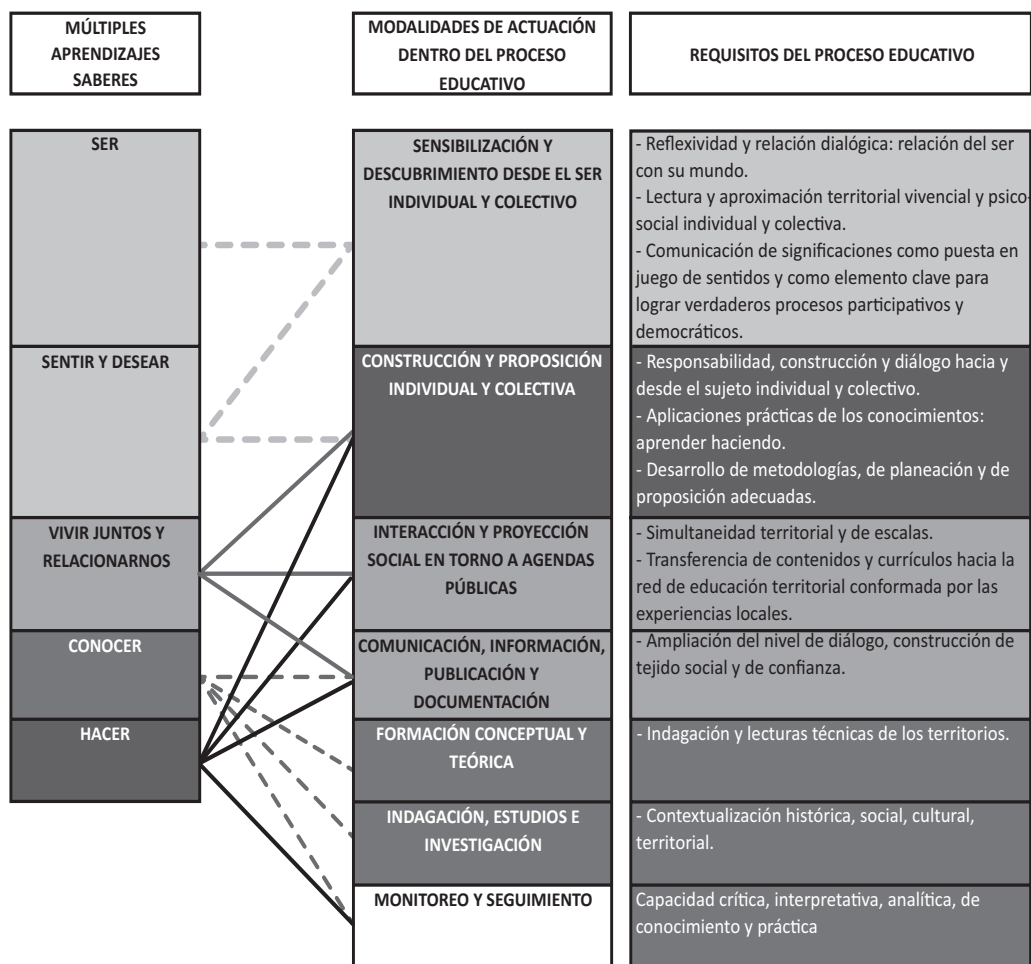 MÚLTIPLES
APRENDIZAJES
SABERES
MODALIDADES DE ACTUACIÓN
DENTRO DEL PROCESO
EDUCATIVO
REQUISITOS DEL PROCESO EDUCATIVO
SER
SENTIR Y DESEAR
VIVIR JUNTOS Y
RELACIONARNOS
CONOCER
HACER
SENSIBILIZACIÓN Y
DESCUBRIMIENTO DESDE EL SER
INDIVIDUAL Y COLECTIVO
CONSTRUCCIÓN Y PROPOSICIÓN
INDIVIDUAL Y COLECTIVA
INTERACCIÓN Y PROYECCIÓN
SOCIAL EN TORNO A AGENDAS
PÚBLICAS
COMUNICACIÓN, INFORMACIÓN,
PUBLICACIÓN Y
DOCUMENTACIÓN
FORMACIÓN CONCEPTUAL Y
TEÓRICA
INDAGACIÓN, ESTUDIOS E
INVESTIGACIÓN
MONITOREO Y SEGUIMIENTO
- Reflexividad y relación dialógica: relación del ser
con su mundo.
- Lectura y aproximación territorial vivencial y psico-
social individual y colectiva.
- Comunicación de significaciones como puesta en
juego de sentidos y como elemento clave para
lograr verdaderos procesos participativos y
democráticos.
- Responsabilidad, construcción y diálogo hacia y
desde el sujeto individual y colectivo.
- Aplicaciones prácticas de los conocimientos:
aprender haciendo.
- Desarrollo de metodologías, de planeación y de
proposición adecuadas.
- Simultaneidad territorial y de escalas.
- Transferencia de contenidos y currículos hacia la
red de educación territorial conformada por las
experiencias locales.
- Ampliación del nivel de diálogo, construcción de
tejido social y de confianza.
- Indagación y lecturas técnicas de los territorios.
- Contextualización histórica, social, cultural,
territorial.
Capacidad crítica, interpretativa, analítica, de
conocimiento y práctica